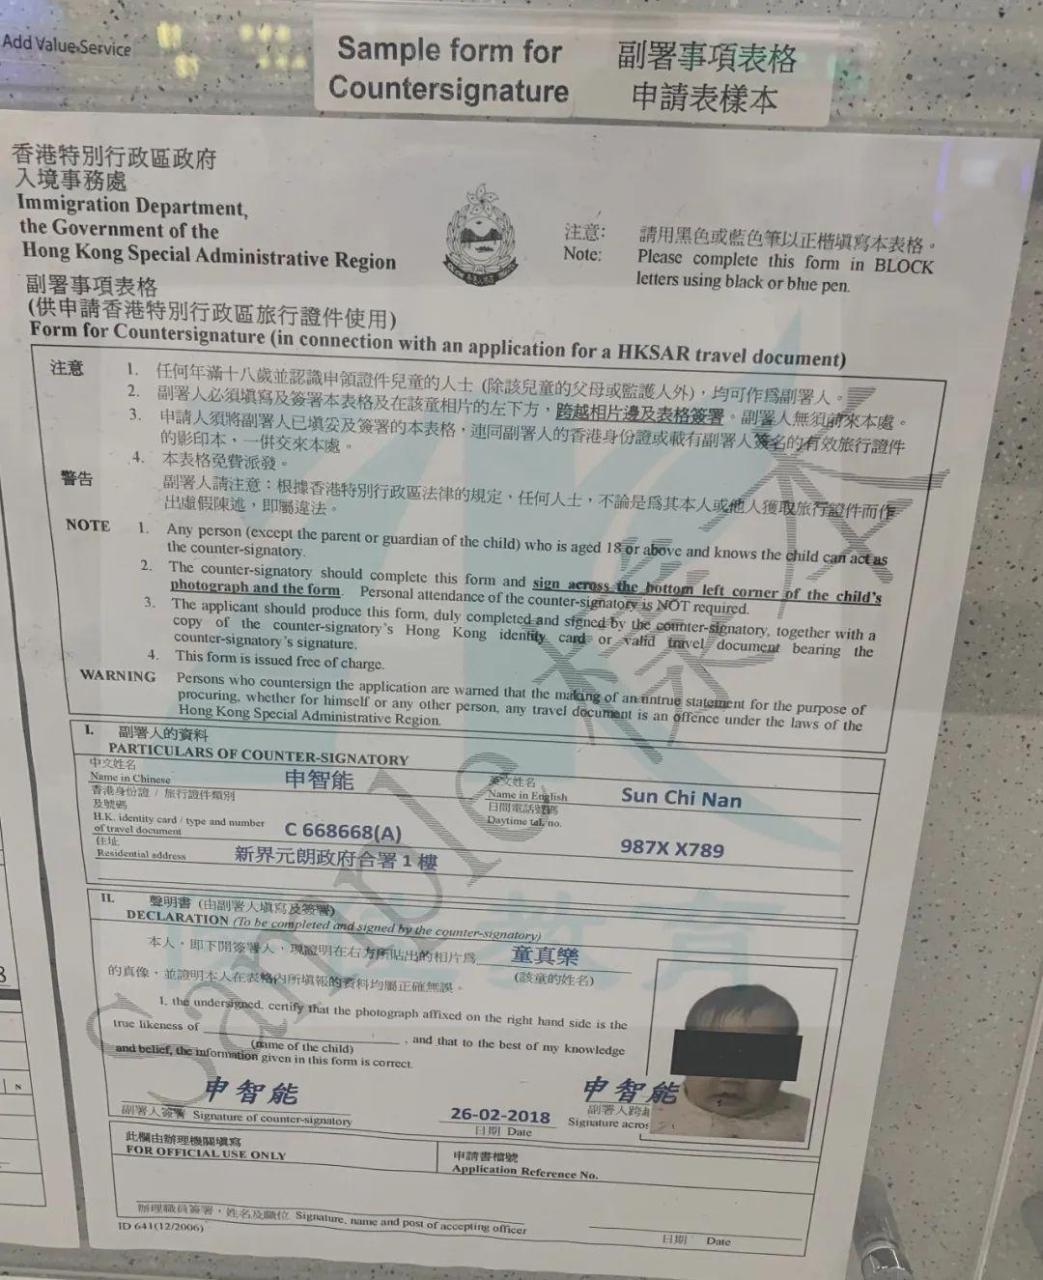 Add Value Service
Sample form for
Countersignature
副署事項表格
申請表樣本
香港特別行政區政府
入境事務處
Immigration Department,
the Government of the
Hong Kong Special Administrative Region
注意:
請用黑色或藍色筆以正楷填寫本表格。
Note:
Please complete this form in BLOCK
letters using black or blue pen.
副署事項表格
(供申請香港特別行政區旅行證件使用)
Form for Countersignature (in connection with an application for a HKSAR travel document)
注意
1. 任何年滿十八歲並認識申領證件兒童的人士 (除該兒童的父母或監護人外)，均可作為副署人。
2. 副署人必須填寫及簽署本表格及在該童相片的左下方，跨越相片邊及表格簽署。副署人無須前來本處。
3. 申請人須將副署人已填妥及簽署的本表格，連同副署人的香港身份證或載有副署人簽名的有效旅行證件
的影印本，一併交來本處。
4. 本表格免費派發。
警告
副署人請注意：根據香港特別行政區法律的規定，任何人士，不論是為其本人或他人獲取旅行證件而作
出虛假陳述，即屬違法。
NOTE
1. Any person (except the parent or guardian of the child) who is aged 18 or above and knows the child can act as
the counter-signatory.
2. The counter-signatory should complete this form and sign across the bottom left corner of the child's
photograph and the form. Personal attendance of the counter-signatory is NOT required.
3. The applicant should produce this form, duly completed and signed by the counter-signatory, together with a
copy of the counter-signatory's Hong Kong identity card or valid travel document bearing the
counter-signatory's signature.
4. This form is issued free of charge.
WARNING
Persons who countersign the application are warned that the making of an untrue statement for the purpose of
procuring, whether for himself or any other person, any travel document is an offence under the laws of the
Hong Kong Special Administrative Region.
I. 副署人的資料
PARTICULARS OF COUNTER-SIGNATORY
中文姓名
Name in Chinese
申智能
英文姓名
Name in English
Sun Chi Nan
香港身份證 / 旅行證件類別
及號碼
H.K. identity card / type and number
of travel document
C 668668(A)
日間電話號碼
Daytime tel. no.
987X X789
住址
Residential address
新界元朗政府合署 1 樓
II. 聲明書 (由副署人填寫及簽署)
DECLARATION (To be completed and signed by the counter-signatory)
本人，即下開簽署人，現證明在右方所貼出的相片為 童真樂
(該童的姓名)
的真像，並證明本人在表格內所填報的資料均屬正確無誤。
I, the undersigned, certify that the photograph affixed on the right hand side is the
true likeness of , and that to the best of my knowledge
(name of the child)
and belief, the information given in this form is correct.
申智能
副署人簽署 Signature of counter-signatory
26-02-2018
日期 Date
申智能
副署人跨越
Signature across
此欄由辦理機關填寫
FOR OFFICIAL USE ONLY
申請書檔號
Application Reference No.
辦理職員簽署，姓名及職位 Signature, name and post of accepting officer
日期 Date
ID 641(12/2006)
Sample 樣本
教育